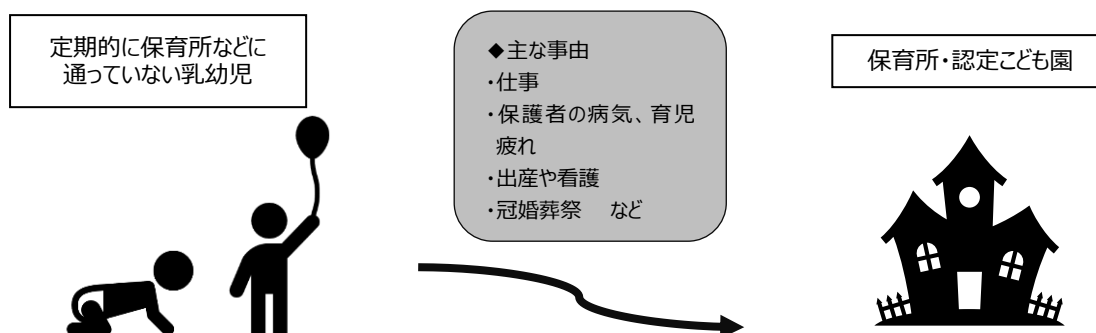 定期的に保育所などに
通っていない乳幼児
◆主な事由
・仕事
・保護者の病気、育児
疲れ
・出産や看護
・冠婚葬祭　など
保育所・認定こども園